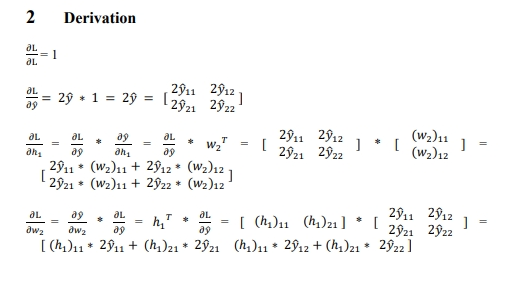 2 Derivation
∂L/∂L = 1
∂L/∂ŷ = 2ŷ * 1 = 2ŷ = [ 2ŷ₁₁ 2ŷ₁₂ ; 2ŷ₂₁ 2ŷ₂₂ ]
∂L/∂h₁ = ∂L/∂ŷ * ∂ŷ/∂h₁ = ∂L/∂ŷ * w₂ᵀ = [ 2ŷ₁₁ 2ŷ₁₂ ; 2ŷ₂₁ 2ŷ₂₂ ] * [ (w₂)₁₁ ; (w₂)₁₂ ] =
[ 2ŷ₁₁ * (w₂)₁₁ + 2ŷ₁₂ * (w₂)₁₂ ; 2ŷ₂₁ * (w₂)₁₁ + 2ŷ₂₂ * (w₂)₁₂ ]
∂L/∂w₂ = ∂ŷ/∂w₂ * ∂L/∂ŷ = h₁ᵀ * ∂L/∂ŷ = [ (h₁)₁₁ (h₁)₂₁ ] * [ 2ŷ₁₁ 2ŷ₁₂ ; 2ŷ₂₁ 2ŷ₂₂ ] =
[ (h₁)₁₁ * 2ŷ₁₁ + (h₁)₂₁ * 2ŷ₂₁ (h₁)₁₁ * 2ŷ₁₂ + (h₁)₂₁ * 2ŷ₂₂ ]